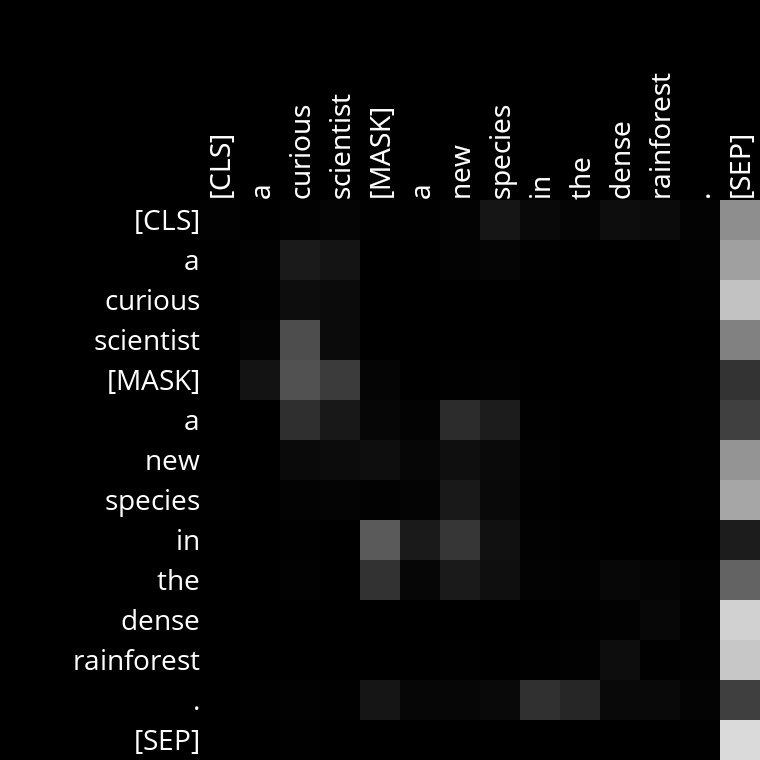 [CLS] a curious scientist [MASK] a new species in the dense rainforest . [SEP]
[CLS]
a
curious
scientist
[MASK]
a
new
species
in
the
dense
rainforest
.
[SEP]